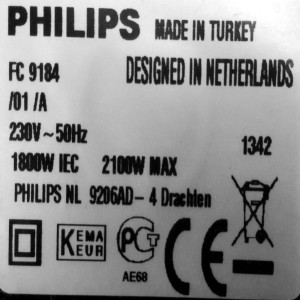 PHILIPS MADE IN TURKEY
FC 9184 DESIGNED IN NETHERLANDS
/01 /A
230V~50Hz
1342
1800W IEC 2100W MAX
PHILIPS NL 9206AD-4 Drachten
KEMA
KEUR
PCT
AE68
CE